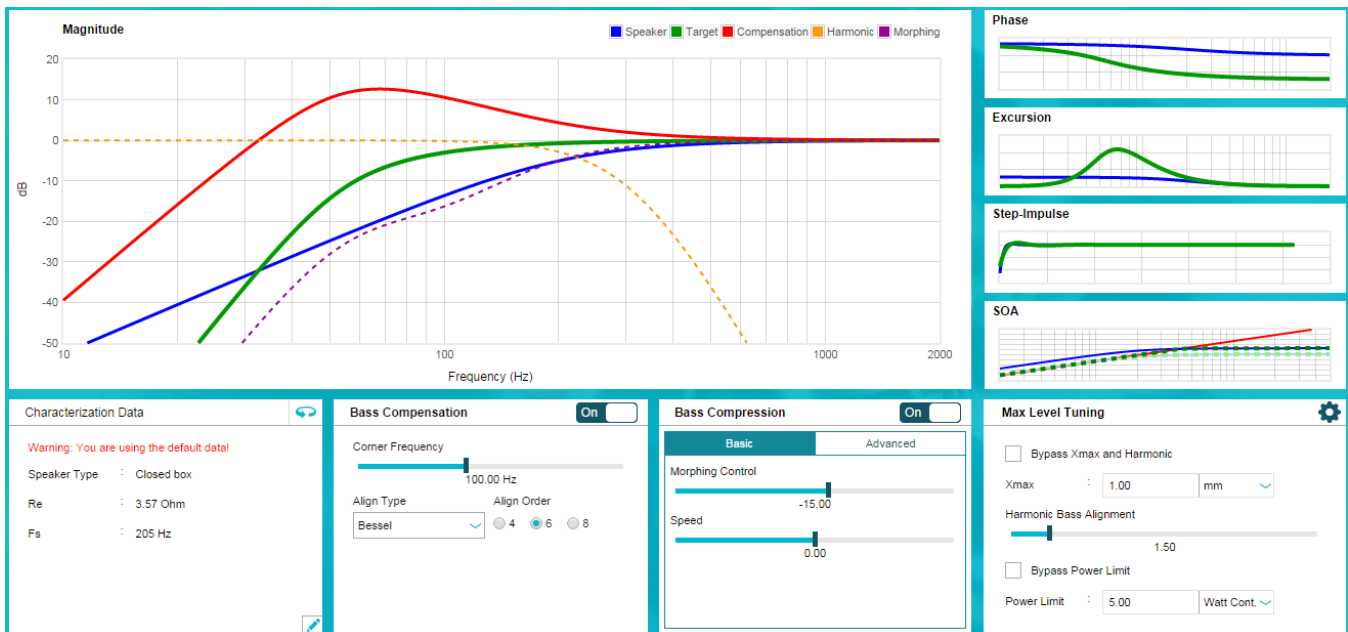 Magnitude
Speaker Target Compensation Harmonic Morphing
20
10
0
-10
-20
-30
-40
-50
dB
10 100 1000 2000
Frequency (Hz)
Phase
Excursion
Step-Impulse
SOA
Characterization Data
Warning: You are using the default data!
Speaker Type : Closed box
Re : 3.57 Ohm
Fs : 205 Hz
Bass Compensation On
Corner Frequency
100.00 Hz
Align Type Align Order
Bessel 4 6 8
Bass Compression On
Basic Advanced
Morphing Control
-15.00
Speed
0.00
Max Level Tuning
Bypass Xmax and Harmonic
Xmax : 1.00 mm
Harmonic Bass Alignment
1.50
Bypass Power Limit
Power Limit : 5.00 Watt Cont.